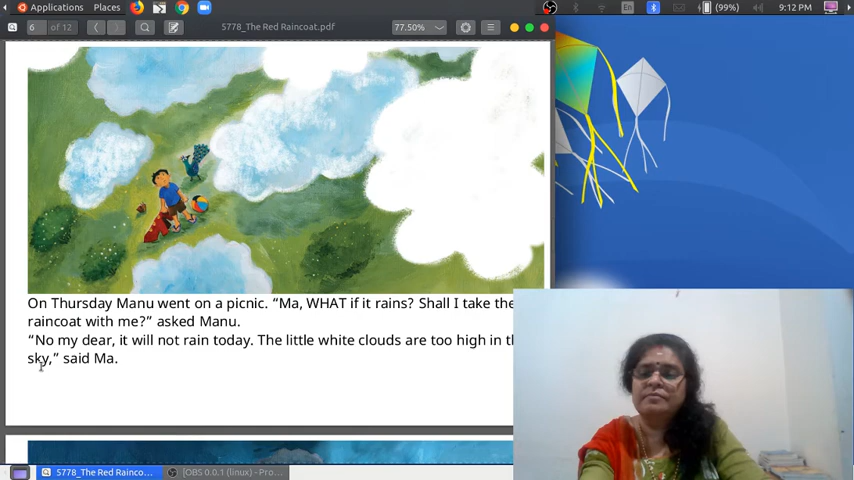 Applications Places En (99%) 9:12 PM
6 of 12 5778_The Red Raincoat.pdf 77.50%
On Thursday Manu went on a picnic. “Ma, WHAT if it rains? Shall I take the
raincoat with me?” asked Manu.
“No my dear, it will not rain today. The little white clouds are too high in th
sky,” said Ma.
5778_The Red Rainco... [OBS 0.0.1 (linux) - Pro...